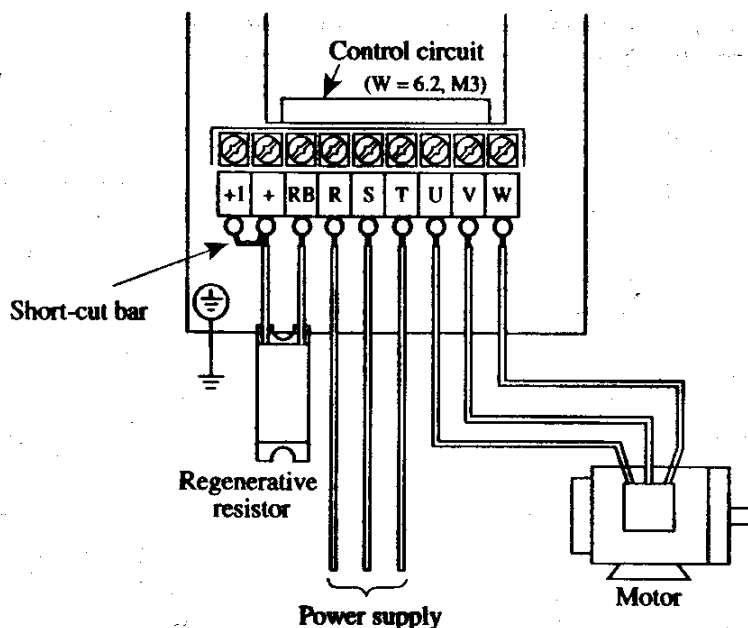 Control circuit
(W = 6.2, M3)
+1 + RB R S T U V W
Short-cut bar
Regenerative
resistor
Motor
Power supply